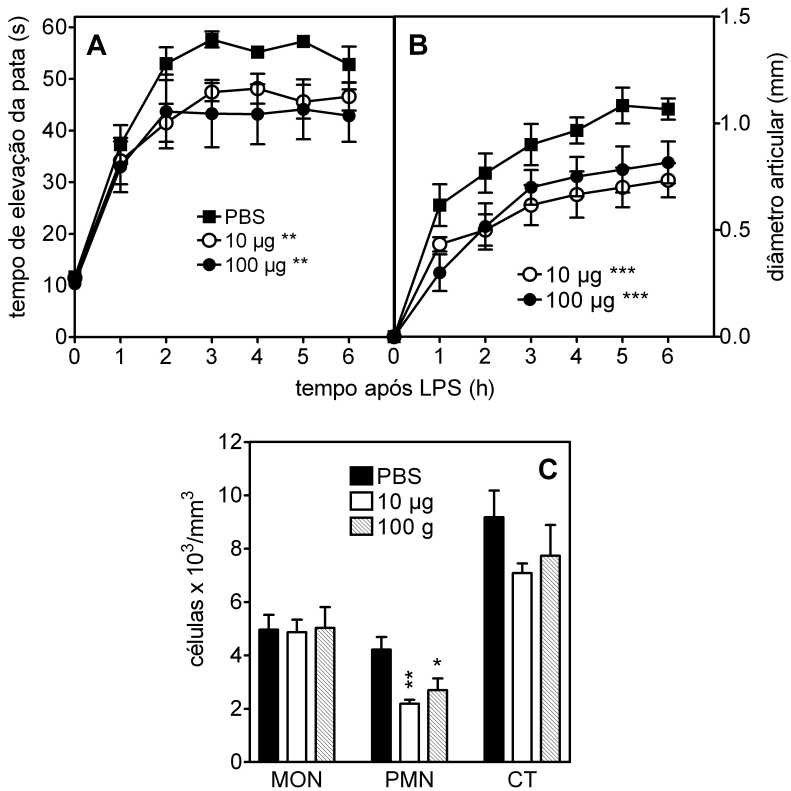 A
B
tempo de elevação da pata (s)
60
50
40
30
20
10
0
PBS
10 µg **
100 µg **
0 1 2 3 4 5 6
10 µg ***
100 µg ***
0 1 2 3 4 5 6
1.5
1.0
0.5
0.0
diâmetro articular (mm)
tempo após LPS (h)
C
células x 10³/mm³
12
10
8
6
4
2
0
PBS
10 µg
100 g
**
*
MON PMN CT